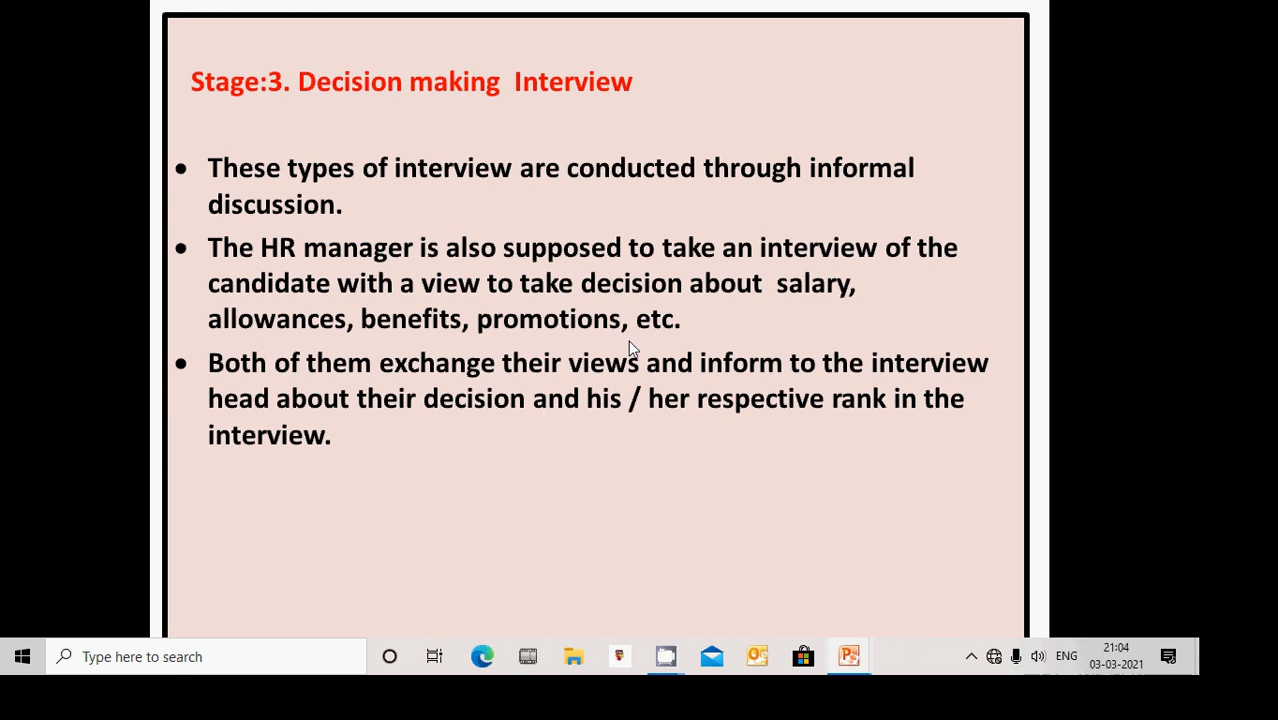 Stage:3. Decision making  Interview
• These types of interview are conducted through informal
discussion.
• The HR manager is also supposed to take an interview of the
candidate with a view to take decision about  salary,
allowances, benefits, promotions, etc.
• Both of them exchange their views and inform to the interview
head about their decision and his / her respective rank in the
interview.
Type here to search
ENG
21:04
03-03-2021